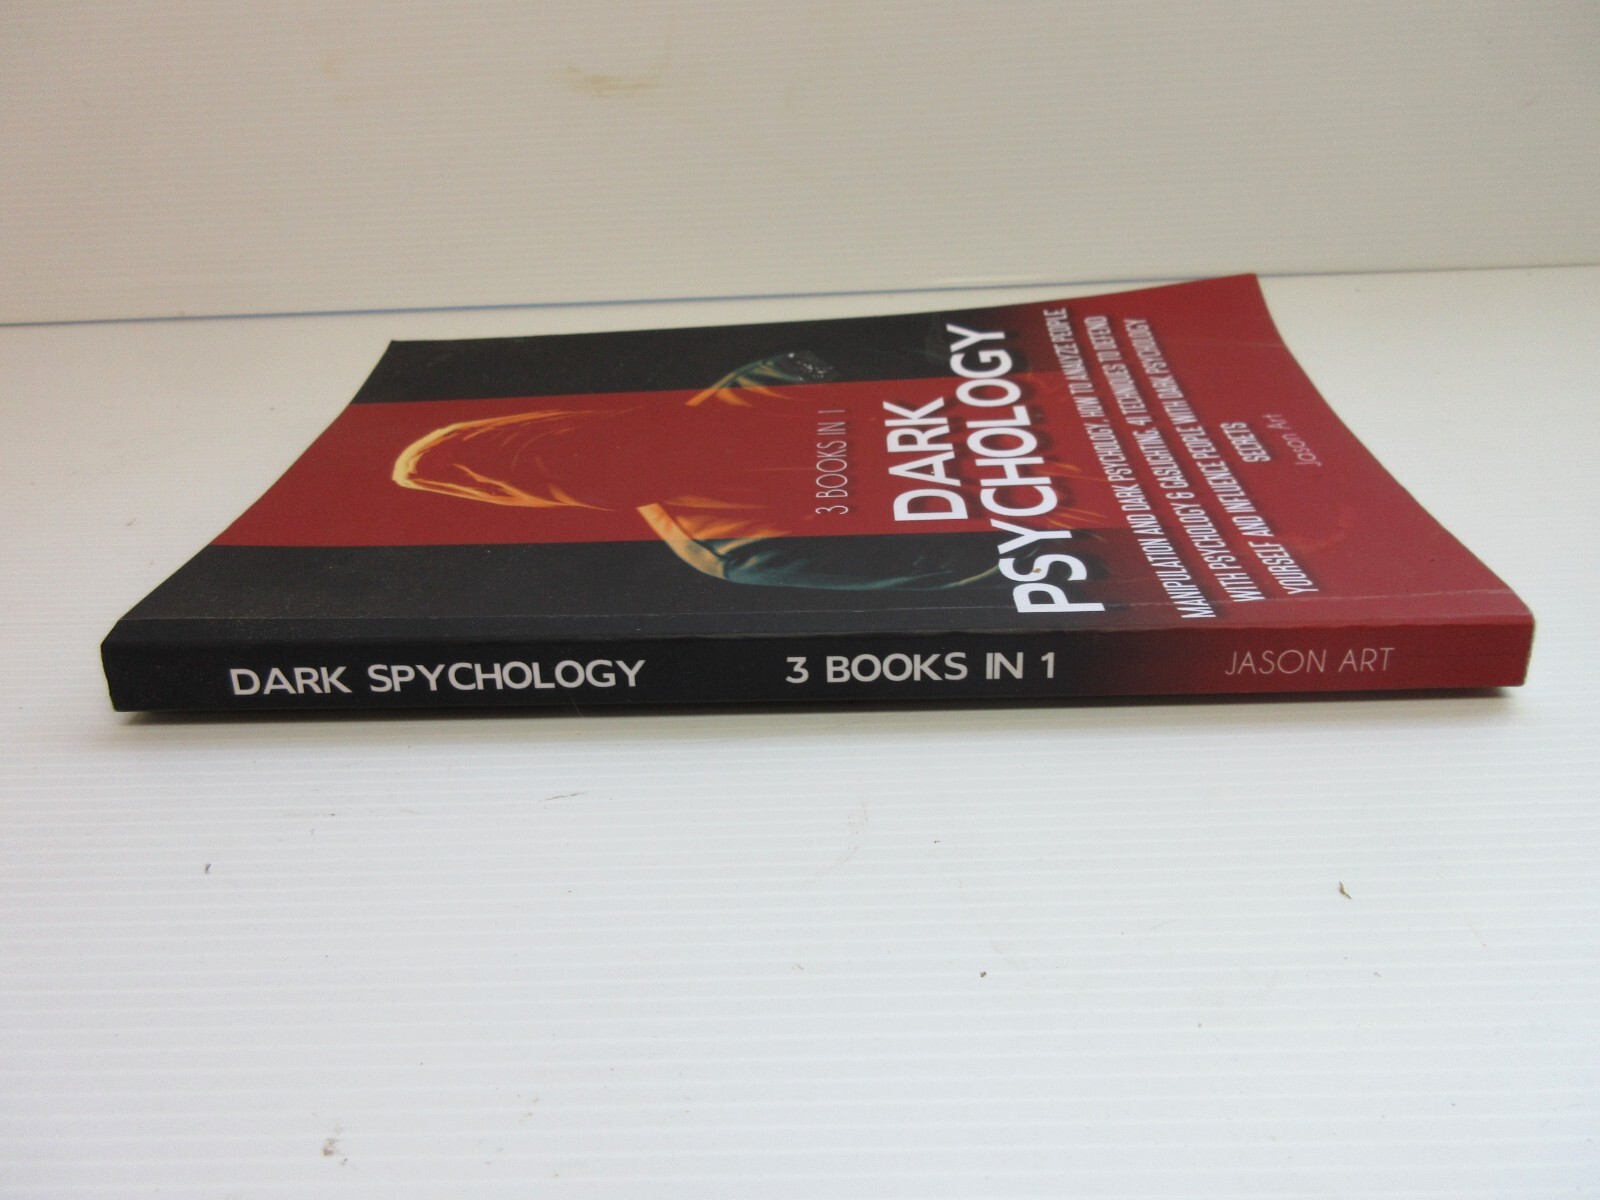 3 BOOKS IN 1
DARK
PSYCHOLOGY
MANIPULATION AND DARK PSYCHOLOGY, HOW TO ANALYZE PEOPLE
WITH PSYCHOLOGY & GASLIGHTING. 41 TECHNIQUES TO DEFEND
YOURSELF AND INFLUENCE PEOPLE WITH DARK PSYCHOLOGY
SECRETS
Jason Art
DARK SPYCHOLOGY 3 BOOKS IN 1 JASON ART